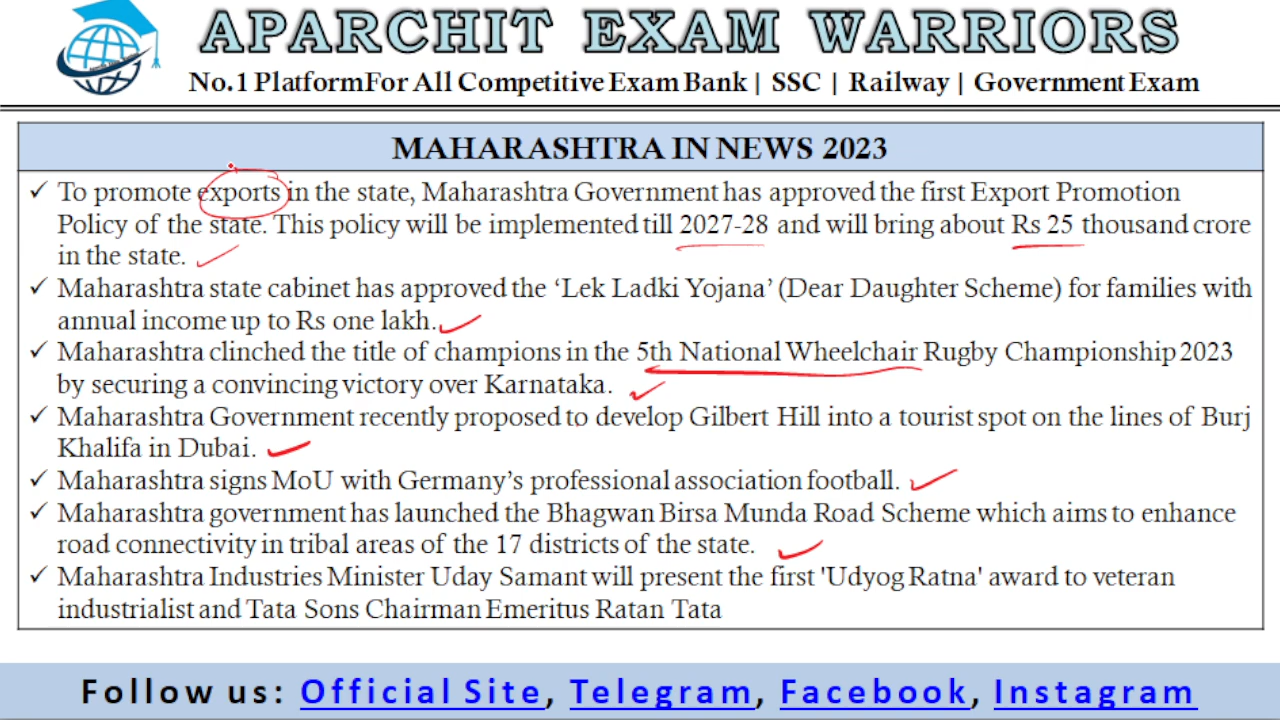 APARCHIT EXAM WARRIORS
No.1 PlatformFor All Competitive Exam Bank | SSC | Railway | Government Exam
MAHARASHTRA IN NEWS 2023
✓ To promote exports in the state, Maharashtra Government has approved the first Export Promotion
Policy of the state. This policy will be implemented till 2027-28 and will bring about Rs 25 thousand crore
in the state.
✓ Maharashtra state cabinet has approved the ‘Lek Ladki Yojana’ (Dear Daughter Scheme) for families with
annual income up to Rs one lakh.
✓ Maharashtra clinched the title of champions in the 5th National Wheelchair Rugby Championship 2023
by securing a convincing victory over Karnataka.
✓ Maharashtra Government recently proposed to develop Gilbert Hill into a tourist spot on the lines of Burj
Khalifa in Dubai.
✓ Maharashtra signs MoU with Germany’s professional association football.
✓ Maharashtra government has launched the Bhagwan Birsa Munda Road Scheme which aims to enhance
road connectivity in tribal areas of the 17 districts of the state.
✓ Maharashtra Industries Minister Uday Samant will present the first 'Udyog Ratna' award to veteran
industrialist and Tata Sons Chairman Emeritus Ratan Tata
Follow us: Official Site, Telegram, Facebook, Instagram